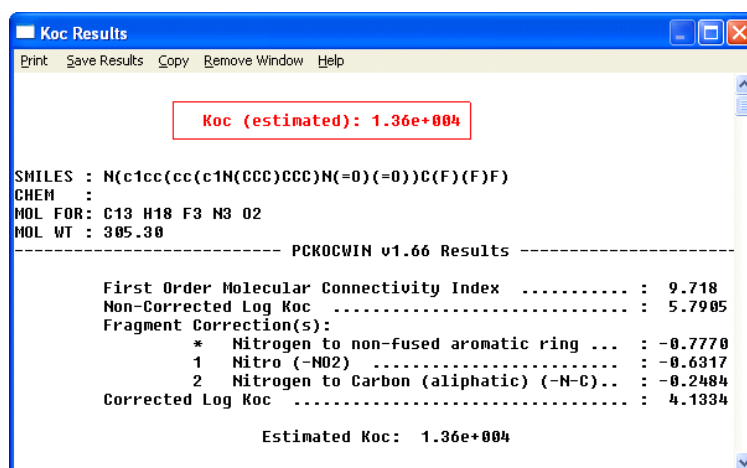 Koc Results
Print Save Results Copy Remove Window Help
Koc (estimated): 1.36e+004
SMILES : N(c1cc(cc(c1N(CCC)CCC)N(=O)(=O))C(F)(F)F)
CHEM :
MOL FOR: C13 H18 F3 N3 O2
MOL WT : 305.30
--------------------------- PCKOCWIN v1.66 Results ----------------------
First Order Molecular Connectivity Index ........... : 9.718
Non-Corrected Log Koc .............................. : 5.7905
Fragment Correction(s):
* Nitrogen to non-fused aromatic ring ... : -0.7770
1 Nitro (-NO2) ....................... : -0.6317
2 Nitrogen to Carbon (aliphatic) (-N-C).. : -0.2484
Corrected Log Koc .................................. : 4.1334
Estimated Koc: 1.36e+004